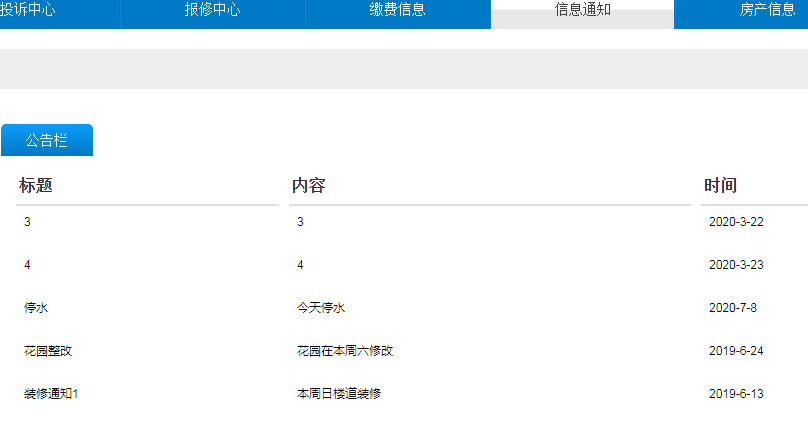 投诉中心 报修中心 缴费信息 信息通知 房产信息
公告栏
标题 内容 时间
3 3 2020-3-22
4 4 2020-3-23
停水 今天停水 2020-7-8
花园整改 花园在本周六修改 2019-6-24
装修通知1 本周日楼道装修 2019-6-13